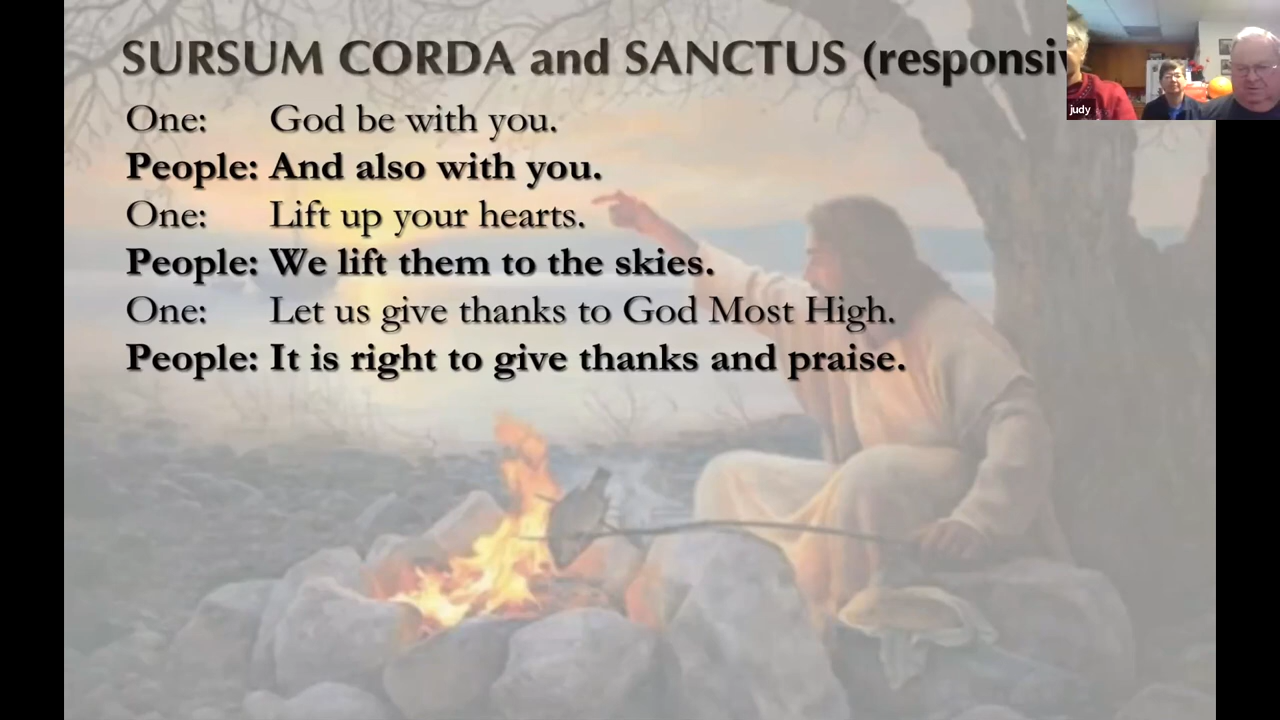 SURSUM CORDA and SANCTUS (responsiv
One: God be with you.
People: And also with you.
One: Lift up your hearts.
People: We lift them to the skies.
One: Let us give thanks to God Most High.
People: It is right to give thanks and praise.
judy